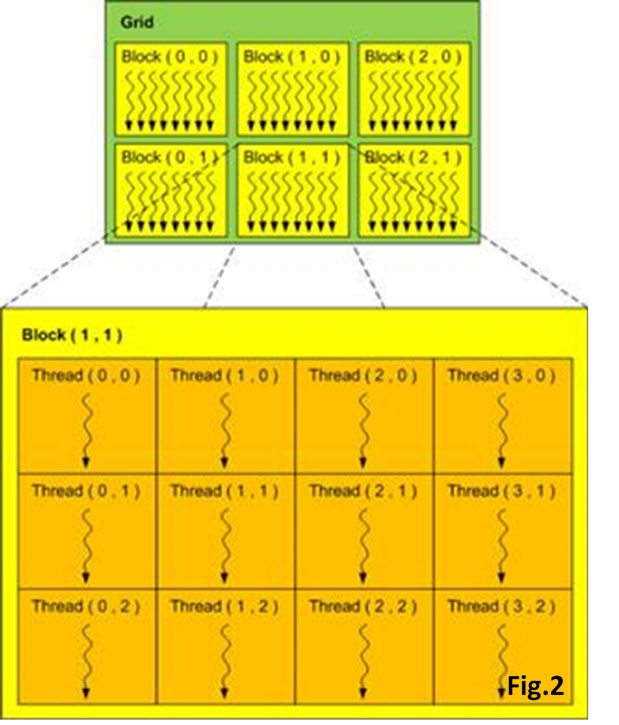 Grid
Block ( 0 , 0 ) Block ( 1 , 0 ) Block ( 2 , 0 )
Block ( 0 , 1 ) Block ( 1 , 1 ) Block ( 2 , 1 )
Block ( 1 , 1 )
Thread ( 0 , 0 ) Thread ( 1 , 0 ) Thread ( 2 , 0 ) Thread ( 3 , 0 )
Thread ( 0 , 1 ) Thread ( 1 , 1 ) Thread ( 2 , 1 ) Thread ( 3 , 1 )
Thread ( 0 , 2 ) Thread ( 1 , 2 ) Thread ( 2 , 2 ) Thread ( 3 , 2 )
Fig.2